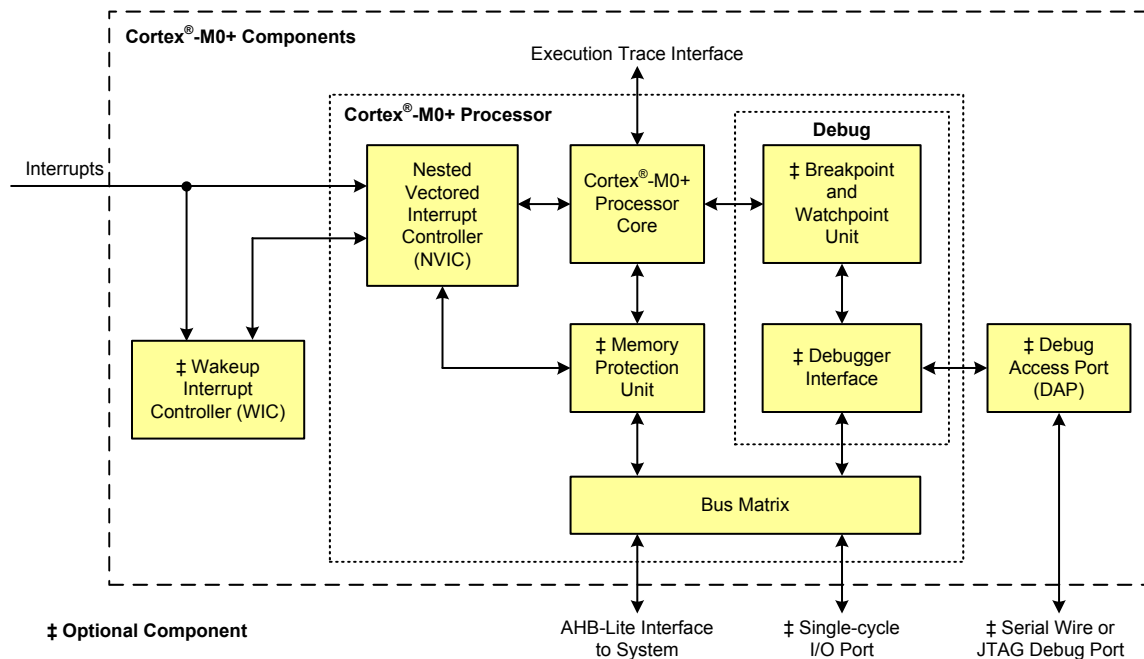 Cortex®-M0+ Components
Execution Trace Interface
Cortex®-M0+ Processor
Debug
Interrupts
Nested
Vectored
Interrupt
Controller
(NVIC)
Cortex®-M0+
Processor
Core
‡ Breakpoint
and
Watchpoint
Unit
‡ Wakeup
Interrupt
Controller (WIC)
‡ Memory
Protection
Unit
‡ Debugger
Interface
‡ Debug
Access Port
(DAP)
Bus Matrix
‡ Optional Component
AHB-Lite Interface
to System
‡ Single-cycle
I/O Port
‡ Serial Wire or
JTAG Debug Port